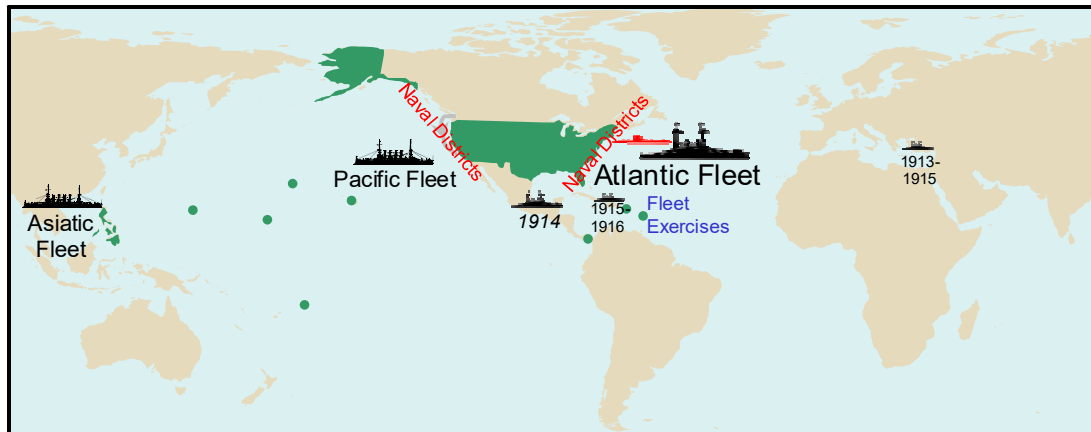 Naval Districts
Naval Districts
Pacific Fleet
Atlantic Fleet
1913-
1915
Asiatic
Fleet
1914
1915-
1916
Fleet
Exercises